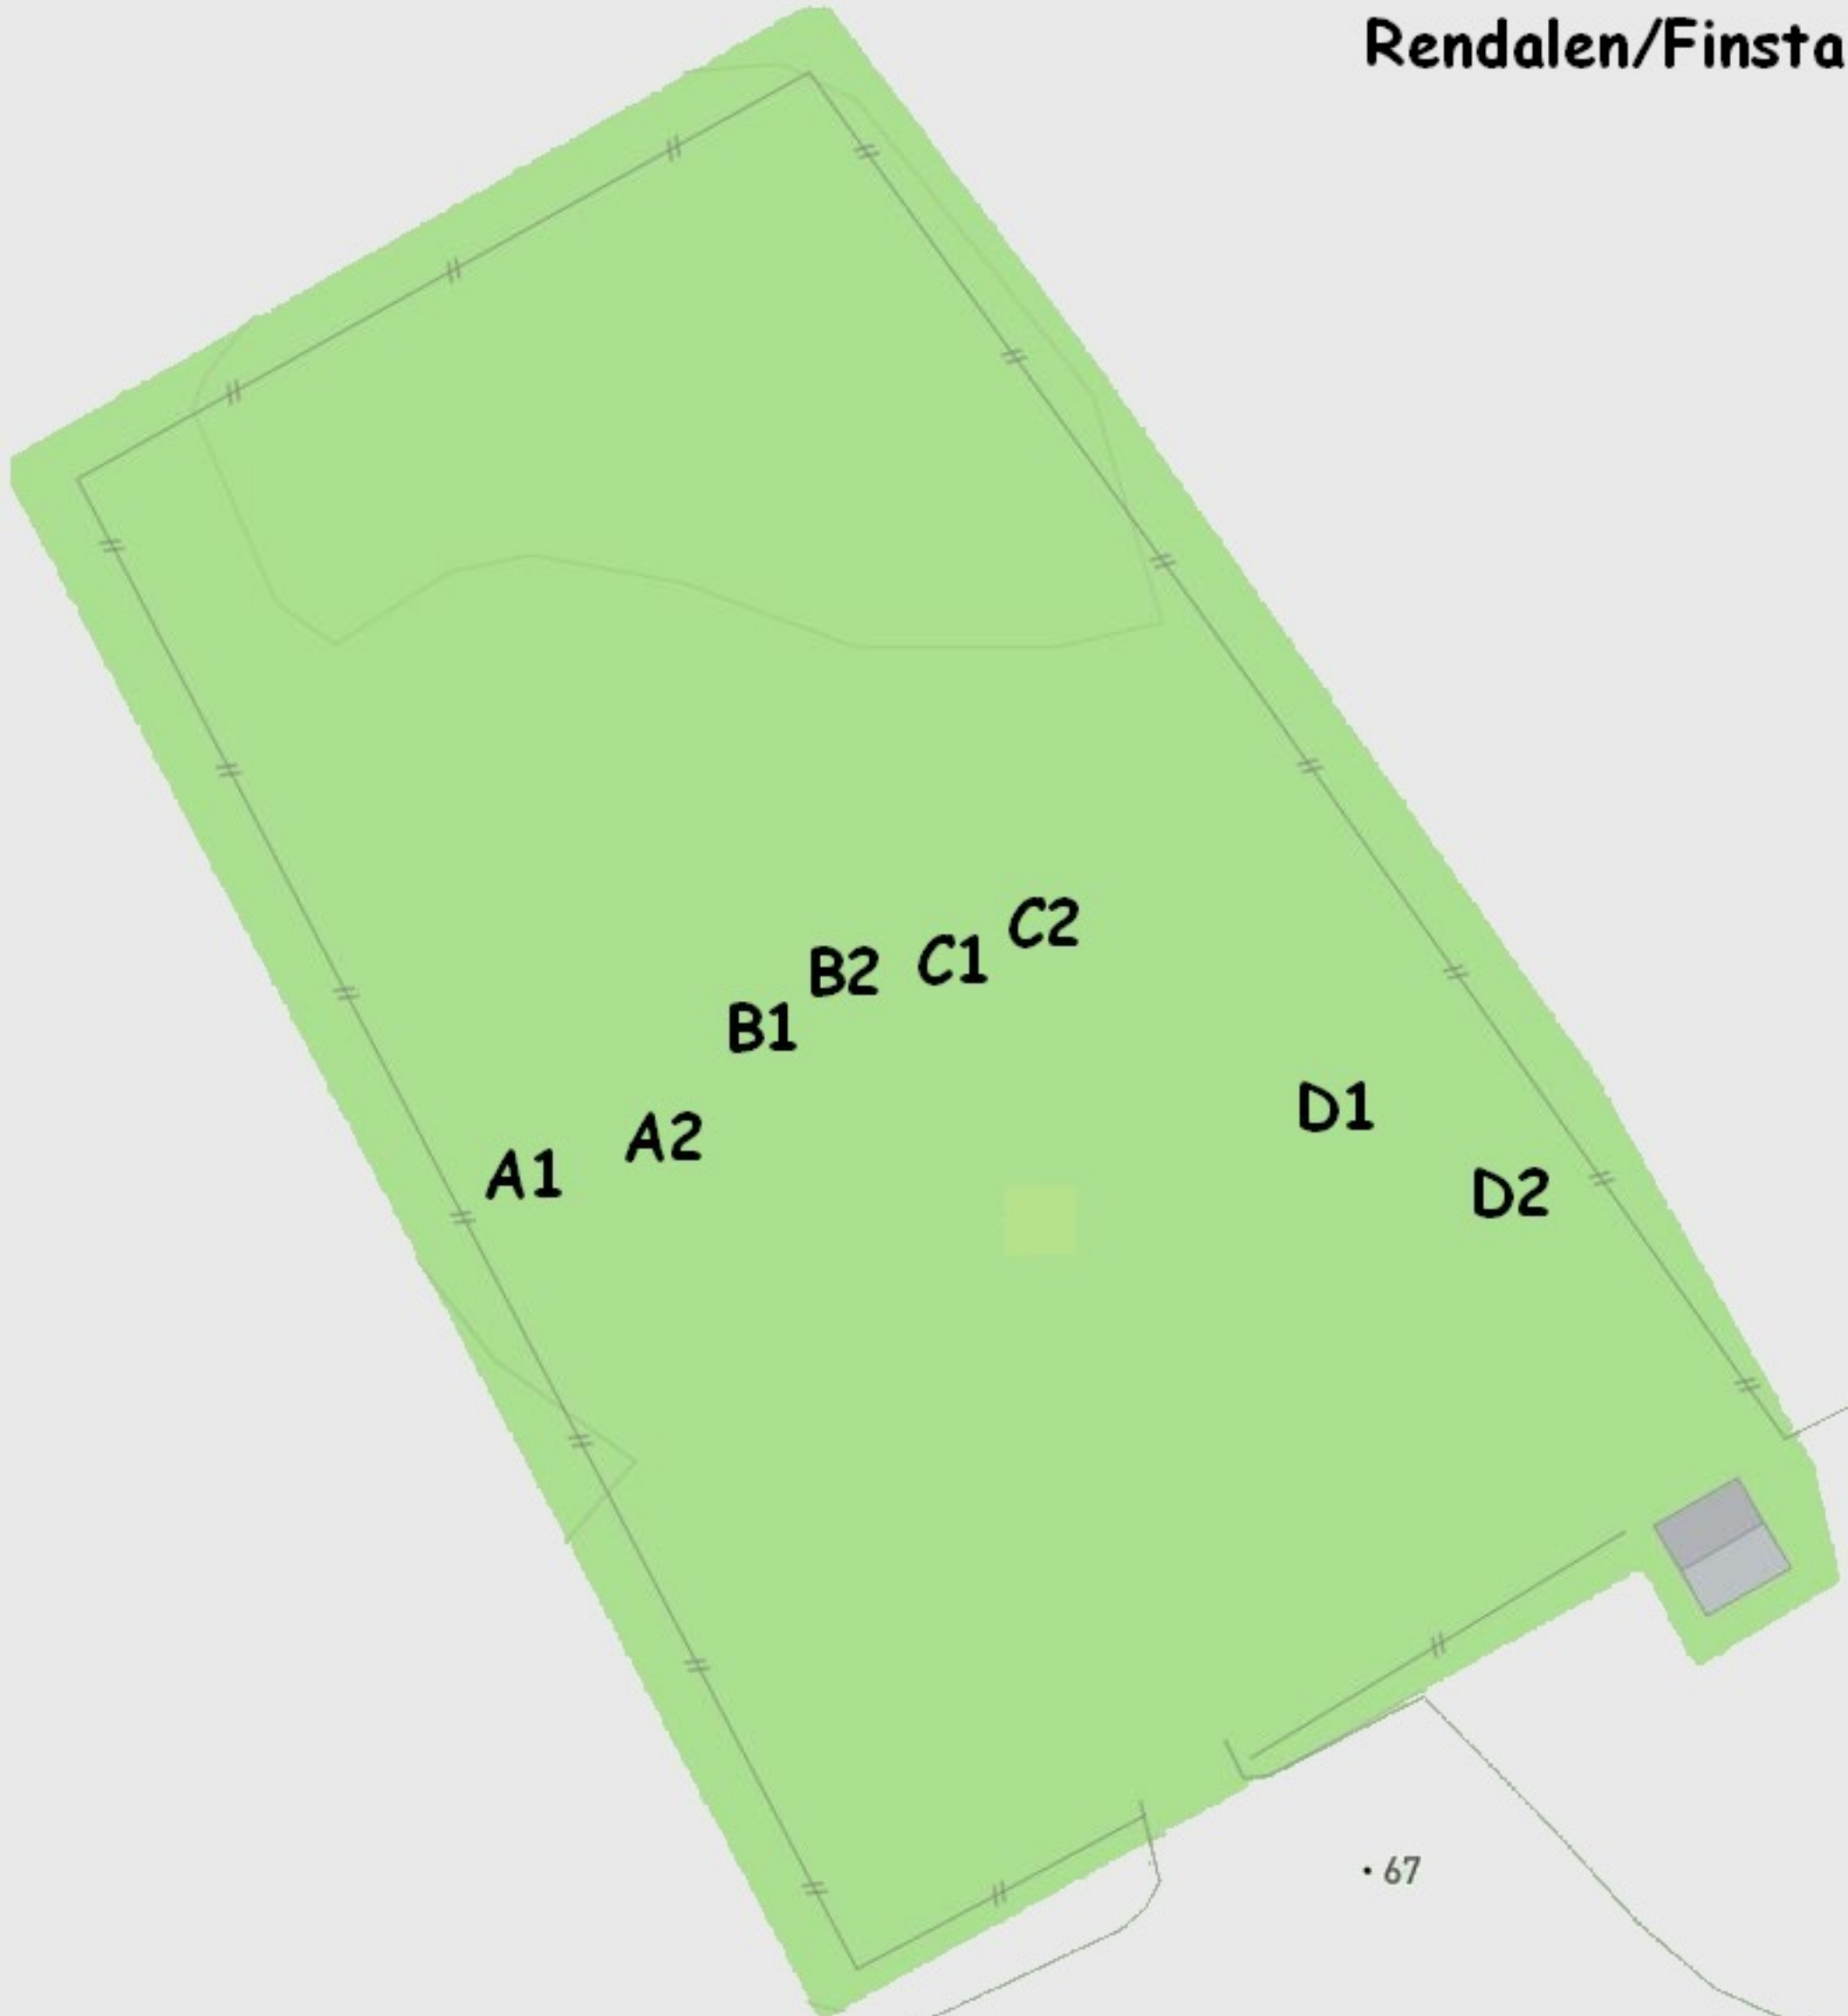 Rendalen/Finsta
C2
B2 C1
B1
D1
A2
A1
D2
• 67